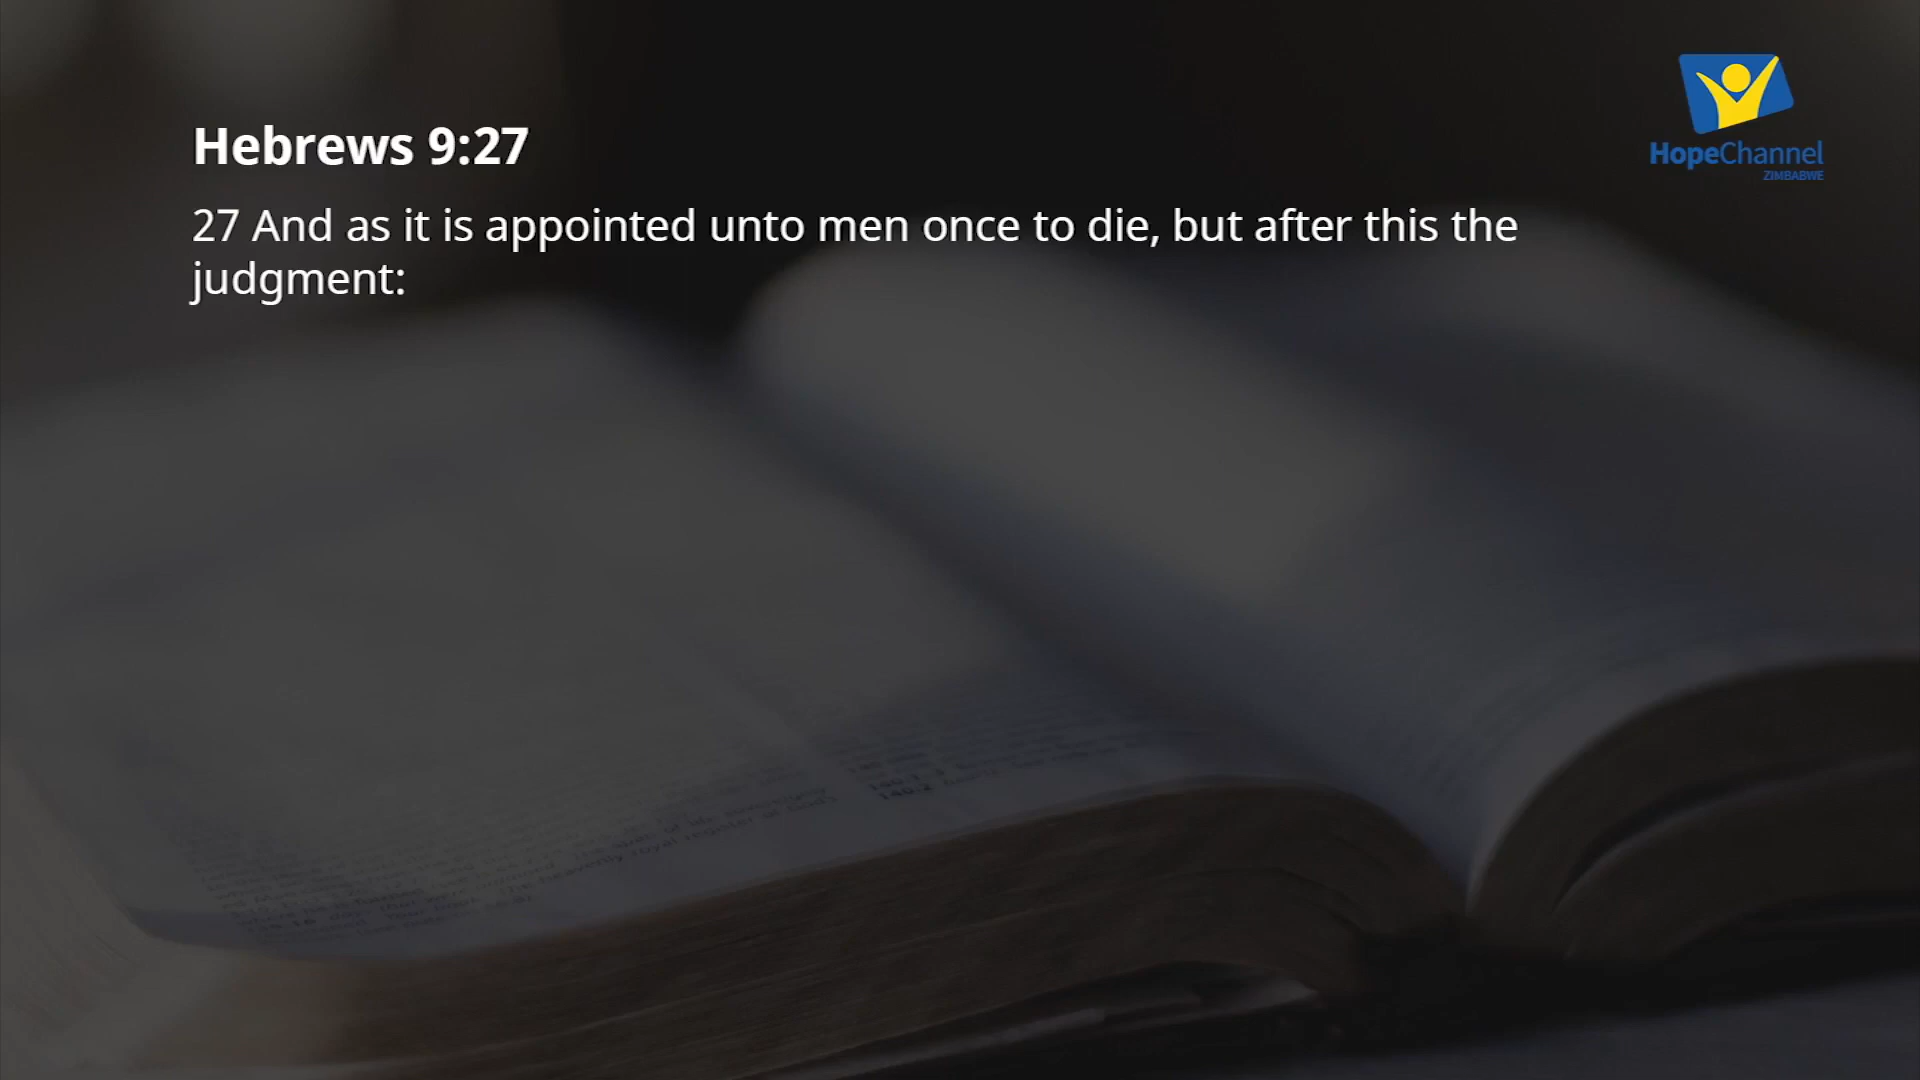 Hebrews 9:27
27 And as it is appointed unto men once to die, but after this the
judgment:
HopeChannel
ZIMBABWE